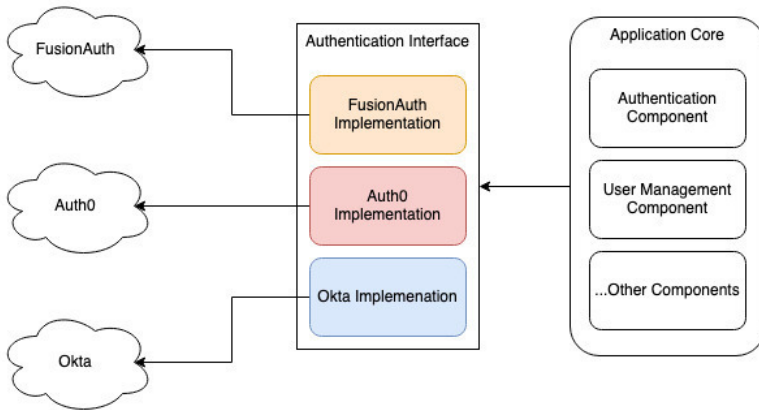 FusionAuth
Auth0
Okta
Authentication Interface
FusionAuth
Implementation
Auth0
Implementation
Okta Implemenation
Application Core
Authentication
Component
User Management
Component
...Other Components